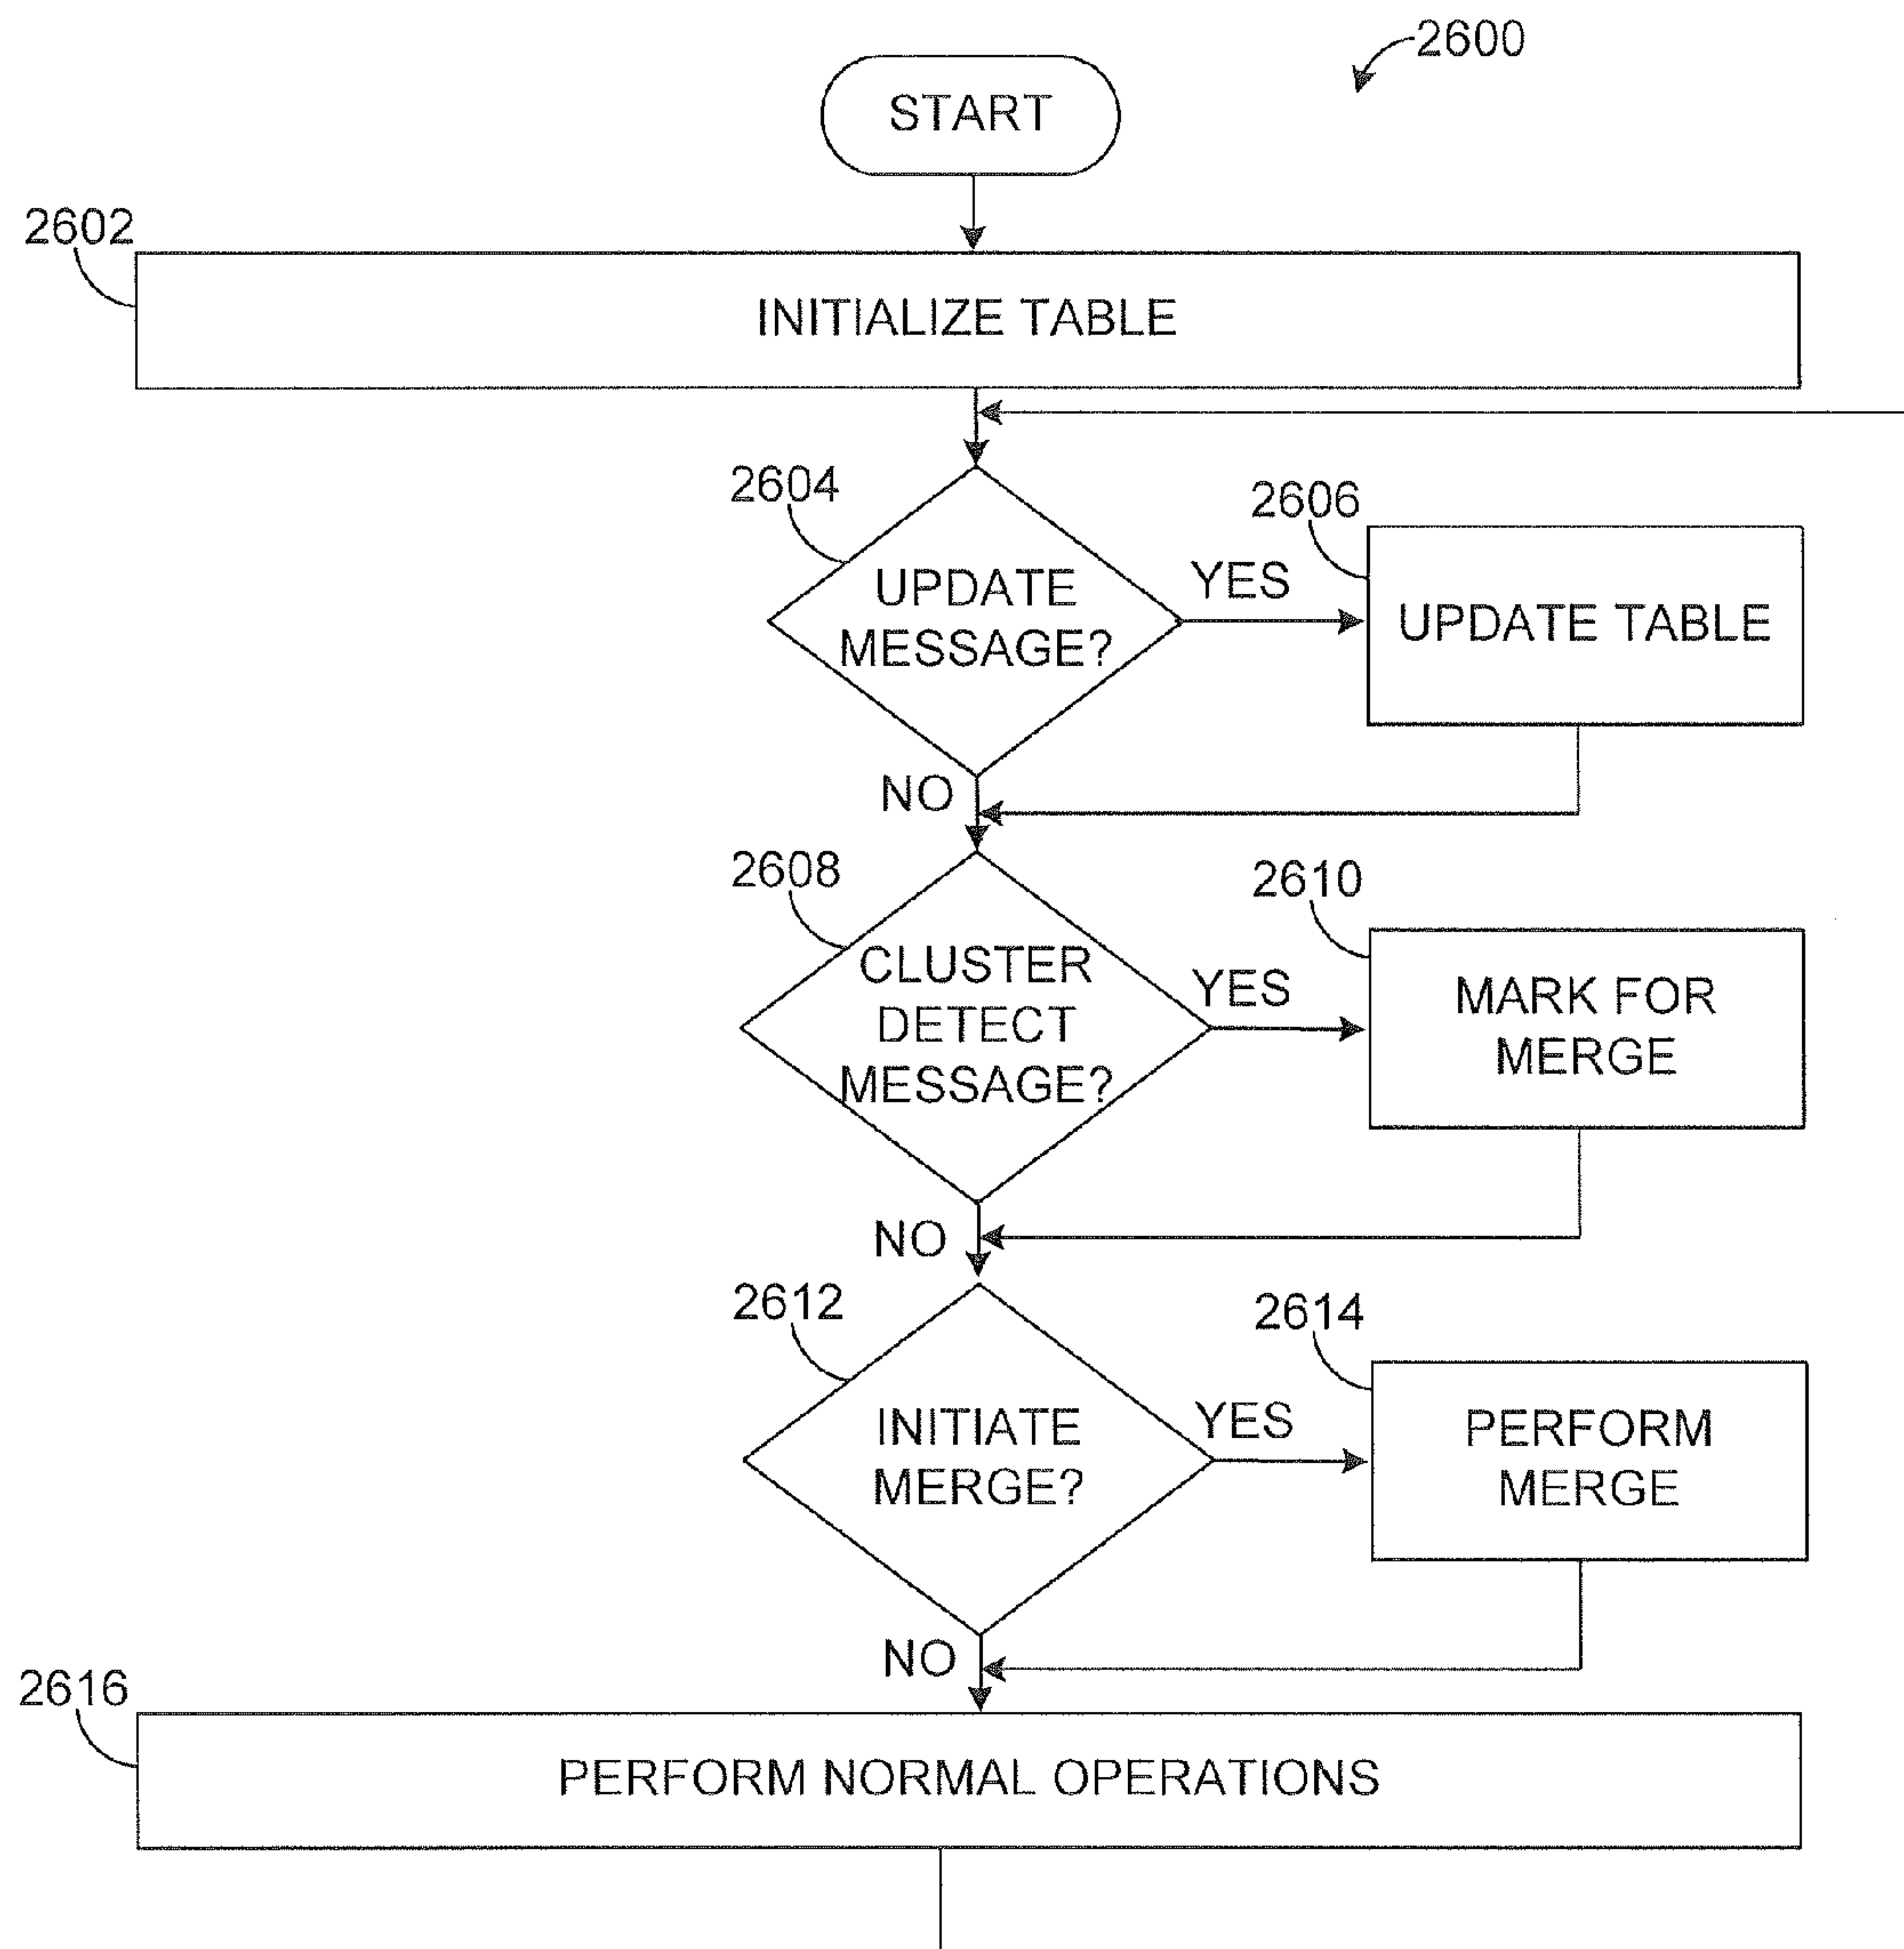 2600
START
2602
INITIALIZE TABLE
2604
UPDATE
MESSAGE?
YES
2606
UPDATE TABLE
NO
2608
CLUSTER
DETECT
MESSAGE?
YES
2610
MARK FOR
MERGE
NO
2612
INITIATE
MERGE?
YES
2614
PERFORM
MERGE
NO
2616
PERFORM NORMAL OPERATIONS